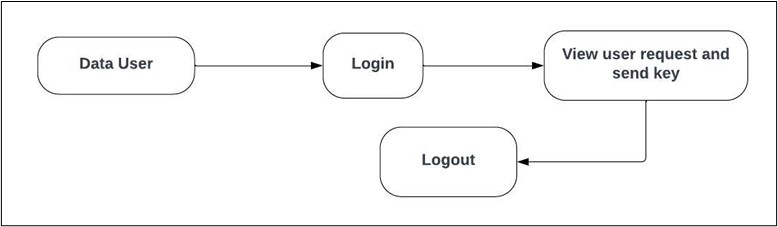 Data User
Login
View user request and
send key
Logout